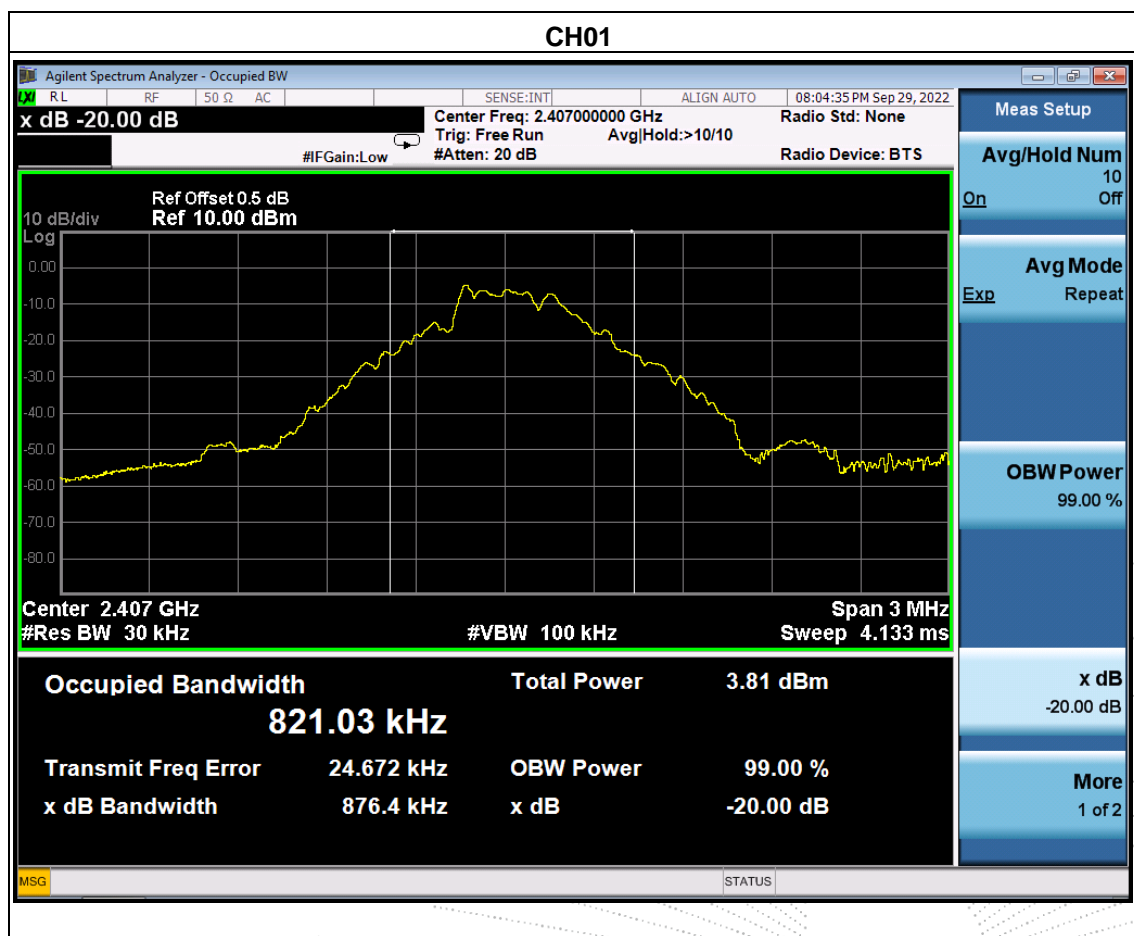 CH01
Agilent Spectrum Analyzer - Occupied BW
LXI RL RF 50 Ω AC SENSE:INT ALIGN AUTO 08:04:35 PM Sep 29, 2022
x dB -20.00 dB
Center Freq: 2.407000000 GHz Radio Std: None
Trig: Free Run Avg|Hold:>10/10
#IFGain:Low #Atten: 20 dB Radio Device: BTS
Ref Offset 0.5 dB
10 dB/div Ref 10.00 dBm
Log
0.00
-10.0
-20.0
-30.0
-40.0
-50.0
-60.0
-70.0
-80.0
Center 2.407 GHz Span 3 MHz
#Res BW 30 kHz #VBW 100 kHz Sweep 4.133 ms
Occupied Bandwidth Total Power 3.81 dBm
821.03 kHz
Transmit Freq Error 24.672 kHz OBW Power 99.00 %
x dB Bandwidth 876.4 kHz x dB -20.00 dB
Meas Setup
Avg/Hold Num
10
On Off
Avg Mode
Exp Repeat
OBW Power
99.00 %
x dB
-20.00 dB
More
1 of 2
MSG STATUS